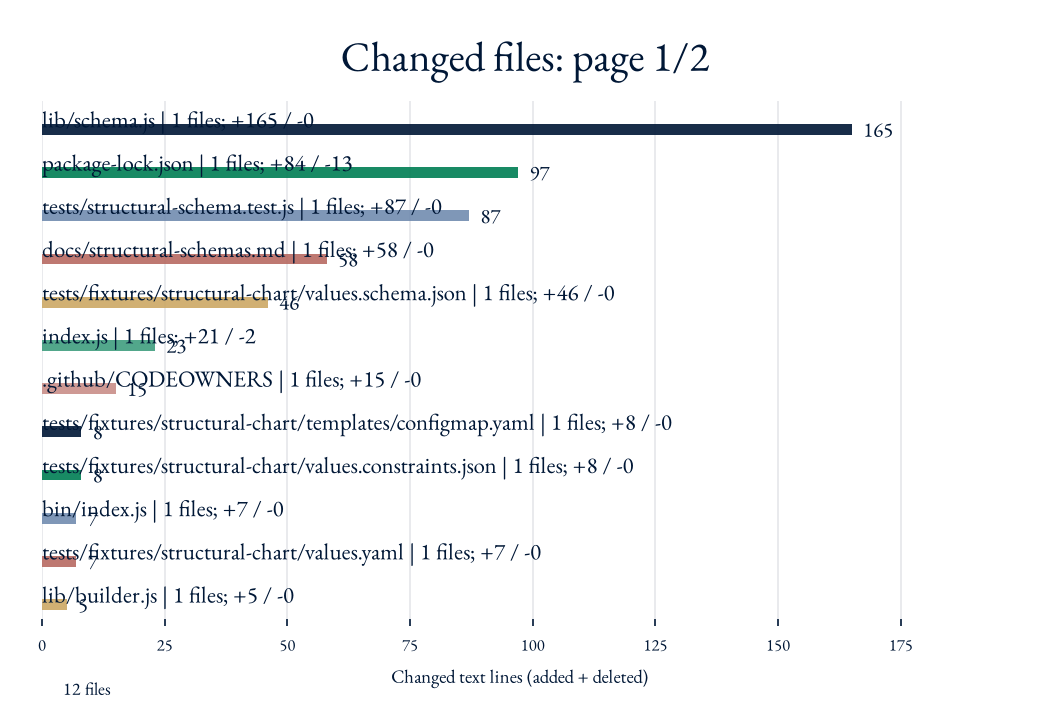 Changed files: page 1/2
lib/schema.js | 1 files; +165 / -0
165
package-lock.json | 1 files; +84 / -13
97
tests/structural-schema.test.js | 1 files; +87 / -0
87
docs/structural-schemas.md | 1 files; +58 / -0
58
tests/fixtures/structural-chart/values.schema.json | 1 files; +46 / -0
46
index.js | 1 files; +21 / -2
23
.github/CODEOWNERS | 1 files; +15 / -0
15
tests/fixtures/structural-chart/templates/configmap.yaml | 1 files; +8 / -0
8
tests/fixtures/structural-chart/values.constraints.json | 1 files; +8 / -0
8
bin/index.js | 1 files; +7 / -0
7
tests/fixtures/structural-chart/values.yaml | 1 files; +7 / -0
7
lib/builder.js | 1 files; +5 / -0
5
0 25 50 75 100 125 150 175
Changed text lines (added + deleted)
12 files